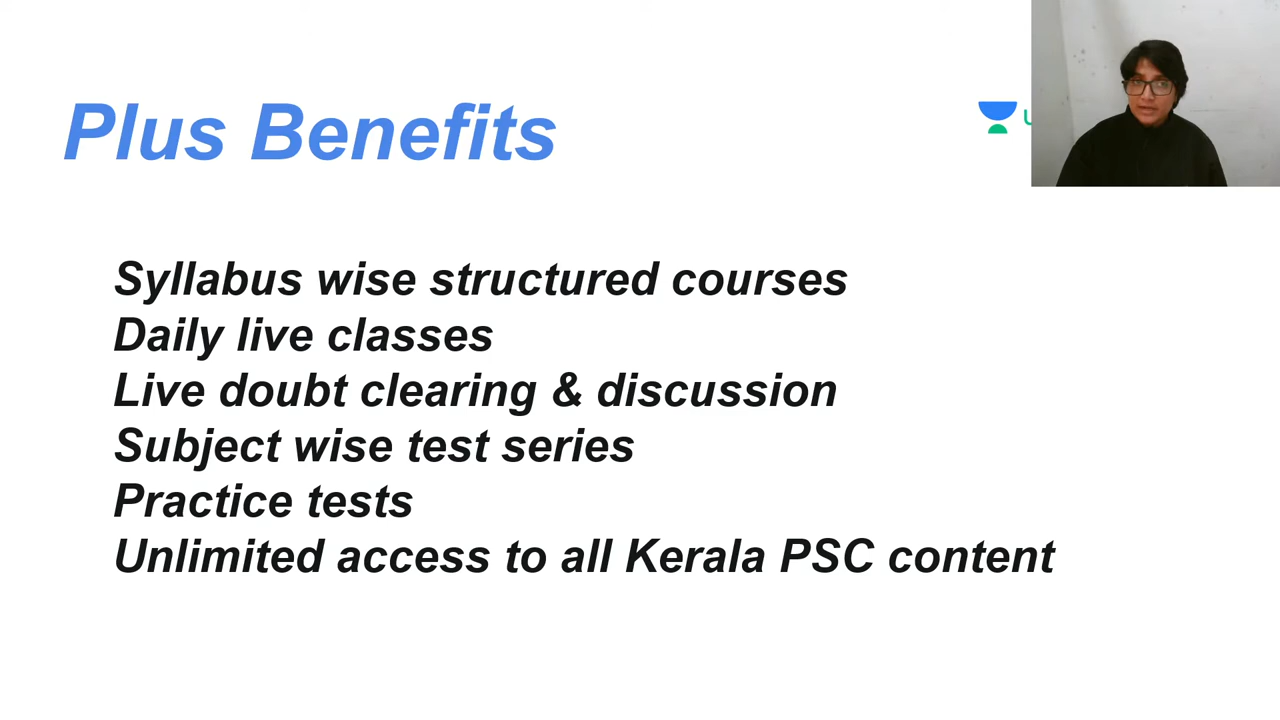 Plus Benefits
Syllabus wise structured courses
Daily live classes
Live doubt clearing & discussion
Subject wise test series
Practice tests
Unlimited access to all Kerala PSC content